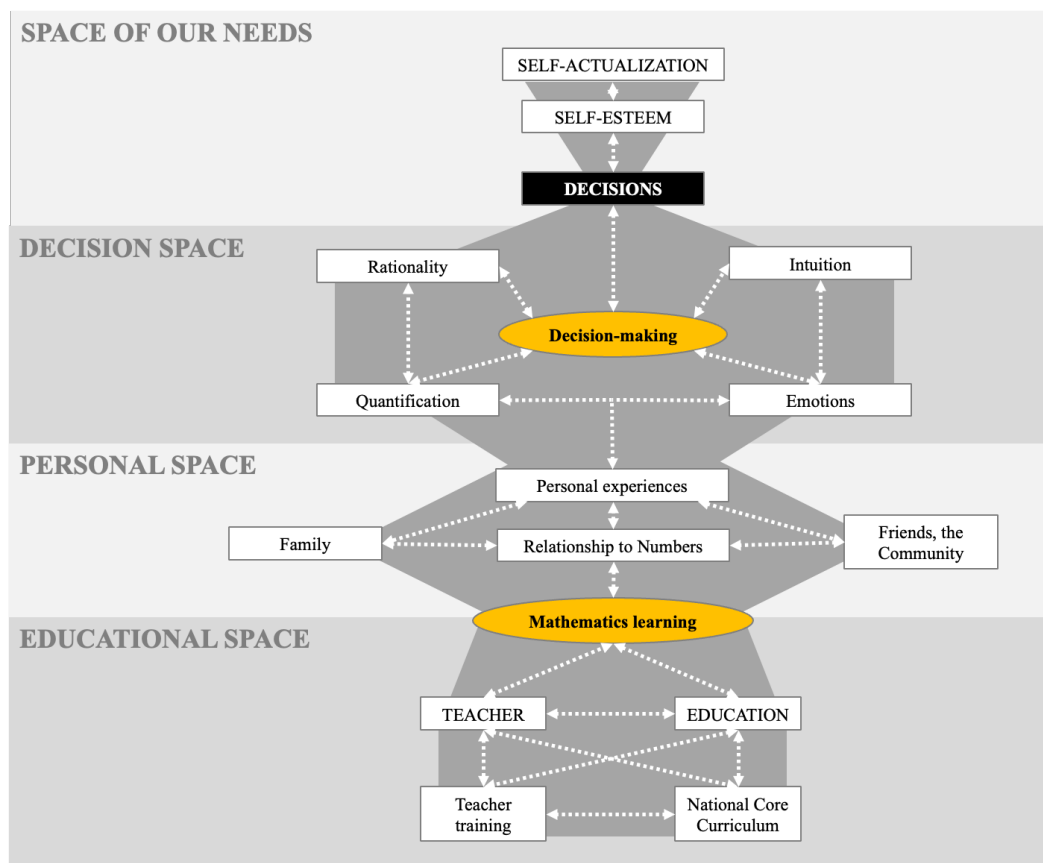 SPACE OF OUR NEEDS
SELF-ACTUALIZATION
SELF-ESTEEM
DECISIONS
DECISION SPACE
Rationality
Intuition
Decision-making
Quantification
Emotions
PERSONAL SPACE
Personal experiences
Family
Relationship to Numbers
Friends, the
Community
Mathematics learning
EDUCATIONAL SPACE
TEACHER
EDUCATION
Teacher
training
National Core
Curriculum